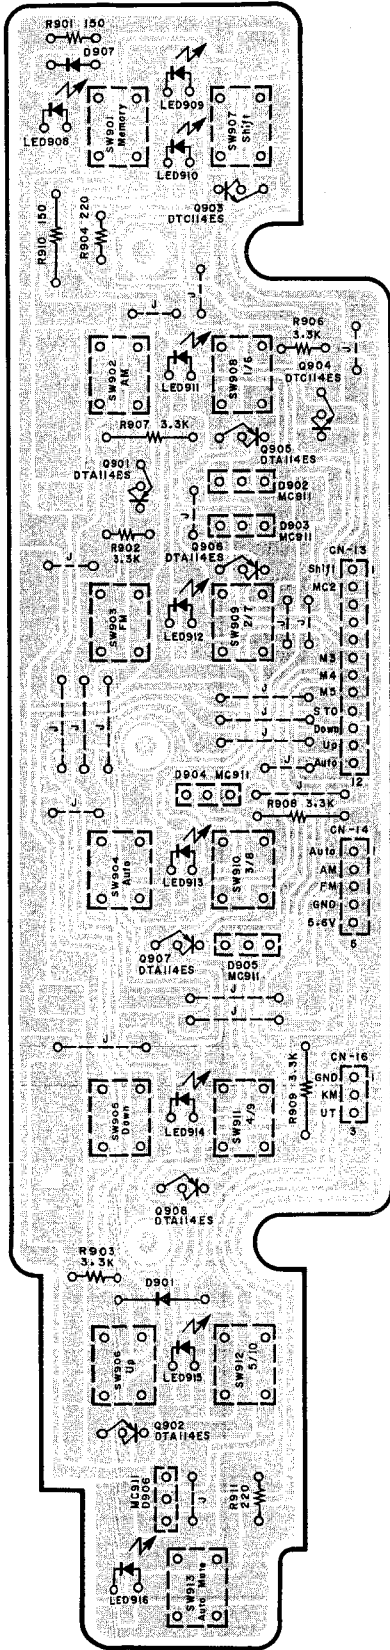 R901 150
D907
LED908
SW901
Memory
LED909
LED910
SW907
Shift
Q903
DTC114ES
R910 150
R904 220
J
J
SW902
AM
LED911
SW908
1/6
R906
3.3K
J
Q904
DTC114ES
R907 3.3K
Q905
DTA114ES
Q901
DTA114ES
D902
MC911
J
D903
MC911
R902
3.3K
Q906
DTA114ES
J
SW903
FM
LED912
SW909
2/7
J
J
CN-13
Shift 1
MC2
M3
M4
M5
STO
Down
Up
Auto
12
J
J
J
J
J
J
J
D904 MC911
J
R908 3.3K
J
SW904
Auto
LED913
SW910
3/8
CN-14
Auto 1
AM
FM
GND
5.6V
5
Q907
DTA114ES
D905
MC911
J
J
J
SW905
Down
LED914
SW911
4/9
R909 3.3K
CN-16
GND 1
KM
UT
3
Q908
DTA114ES
R903
3.3K
D901
SW906
Up
LED915
SW912
5/10
Q902
DTA114ES
MC911
D906
J
R911
220
LED916
SW913
Auto Mute